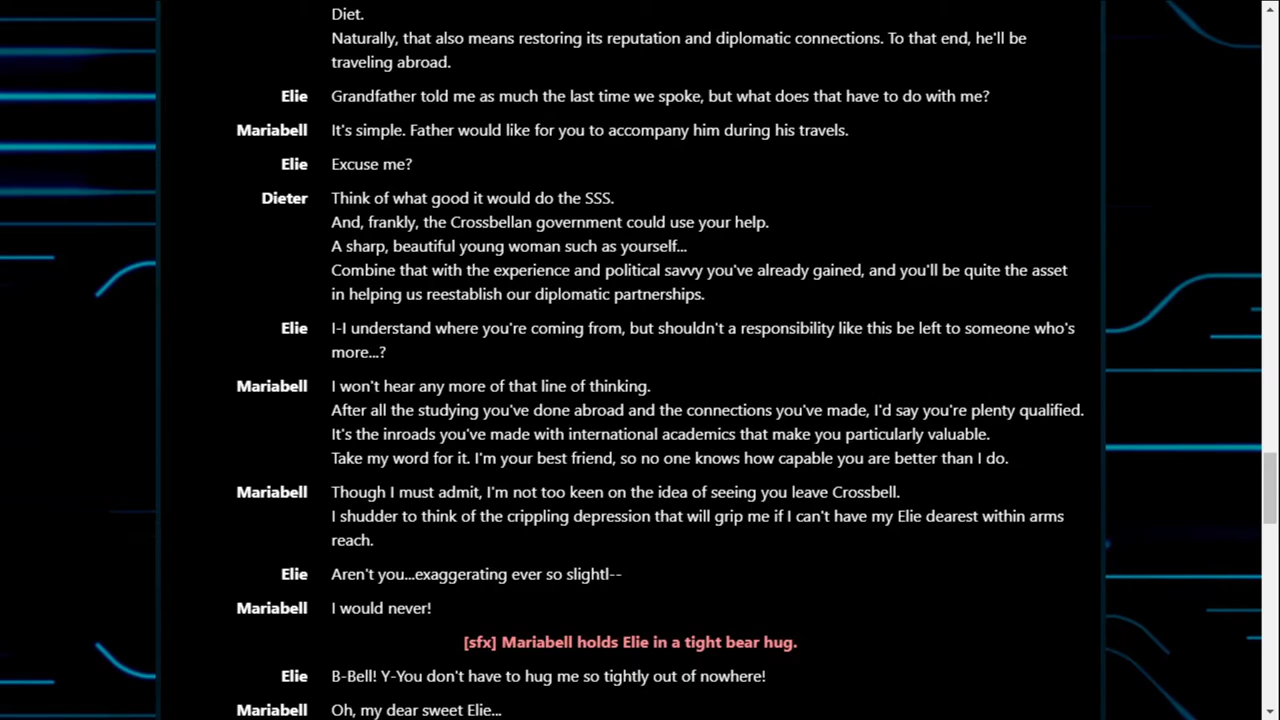 Diet.
Naturally, that also means restoring its reputation and diplomatic connections. To that end, he'll be
traveling abroad.
Elie Grandfather told me as much the last time we spoke, but what does that have to do with me?
Mariabell It's simple. Father would like for you to accompany him during his travels.
Elie Excuse me?
Dieter Think of what good it would do the SSS.
And, frankly, the Crossbellan government could use your help.
A sharp, beautiful young woman such as yourself...
Combine that with the experience and political savvy you've already gained, and you'll be quite the asset
in helping us reestablish our diplomatic partnerships.
Elie I-I understand where you're coming from, but shouldn't a responsibility like this be left to someone who's
more...?
Mariabell I won't hear any more of that line of thinking.
After all the studying you've done abroad and the connections you've made, I'd say you're plenty qualified.
It's the inroads you've made with international academics that make you particularly valuable.
Take my word for it. I'm your best friend, so no one knows how capable you are better than I do.
Mariabell Though I must admit, I'm not too keen on the idea of seeing you leave Crossbell.
I shudder to think of the crippling depression that will grip me if I can't have my Elie dearest within arms
reach.
Elie Aren't you...exaggerating ever so slightl--
Mariabell I would never!
[sfx] Mariabell holds Elie in a tight bear hug.
Elie B-Bell! Y-You don't have to hug me so tightly out of nowhere!
Mariabell Oh, my dear sweet Elie...